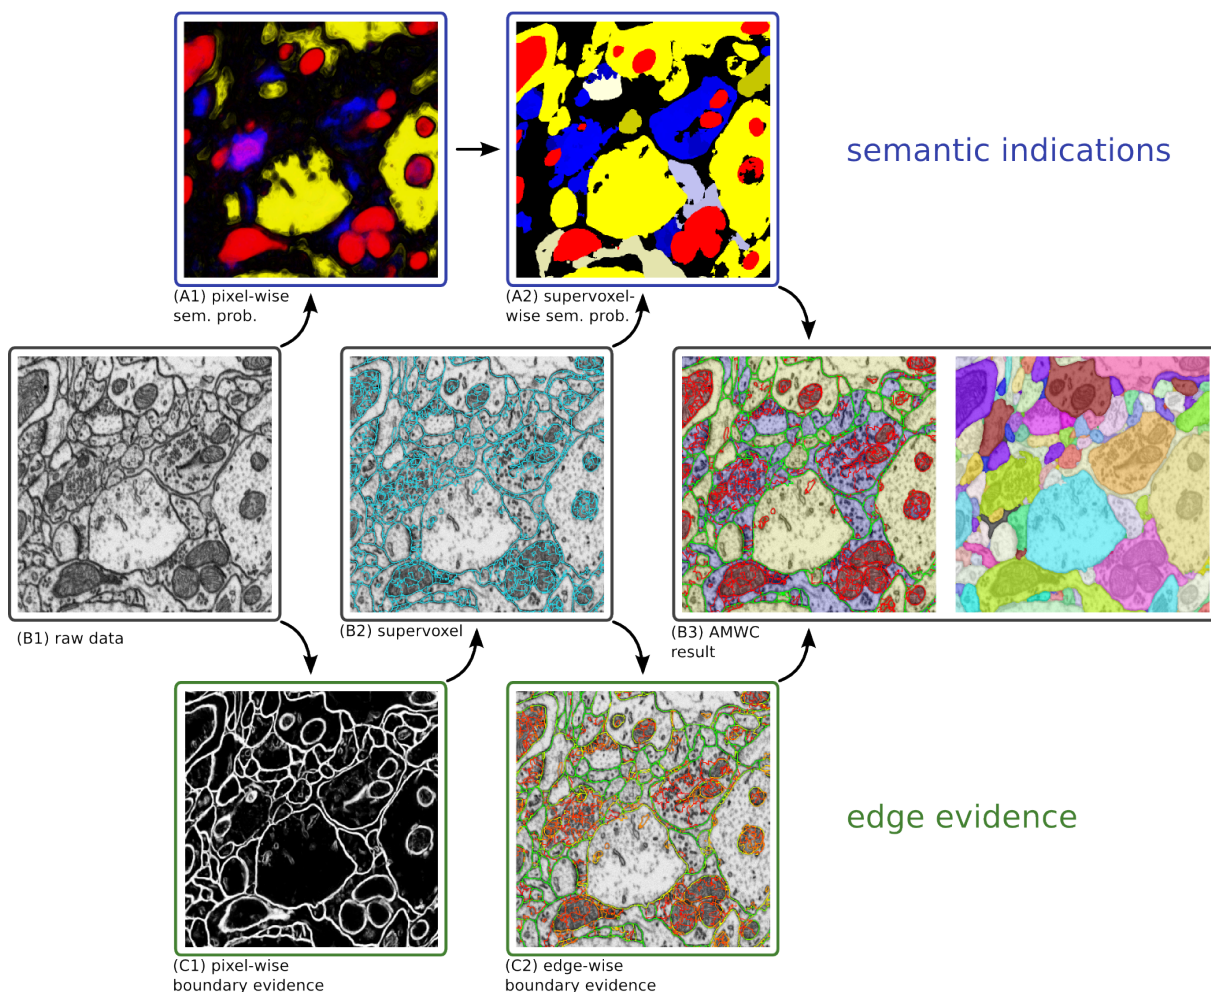 semantic indications
(A1) pixel-wise
sem. prob.
(A2) supervoxel-
wise sem. prob.
(B1) raw data
(B2) supervoxel
(B3) AMWC
result
edge evidence
(C1) pixel-wise
boundary evidence
(C2) edge-wise
boundary evidence